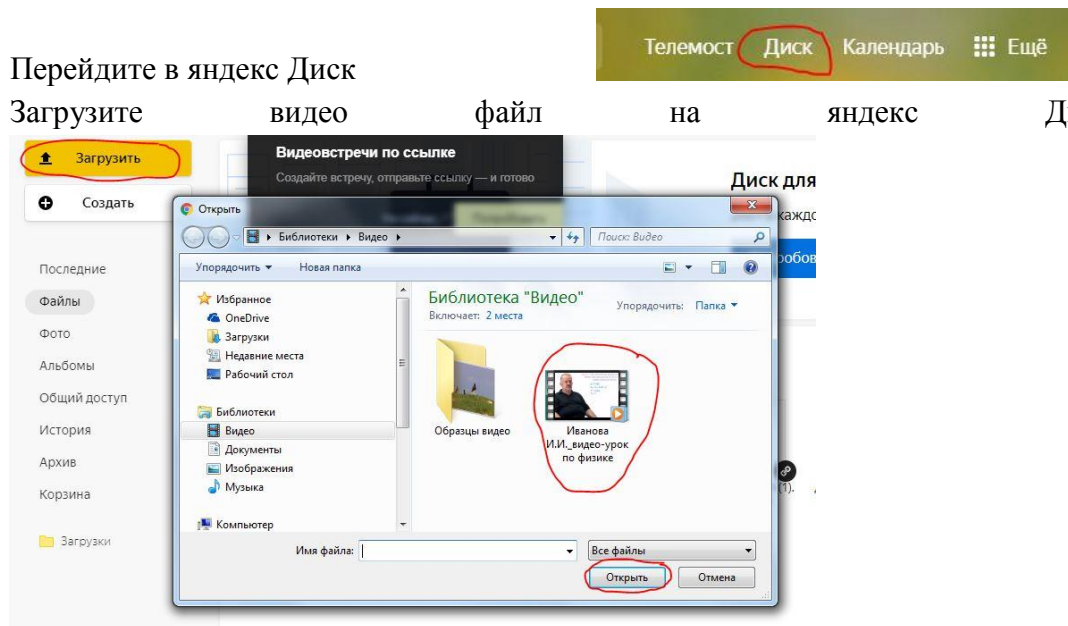 Телемост Диск Календарь Ещё
Перейдите в яндекс Диск
Загрузите видео файл на яндекс
Загрузить
Создать
Последние
Файлы
Фото
Альбомы
Общий доступ
История
Архив
Корзина
Загрузки
Видеовстречи по ссылке
Создайте встречу, отправьте ссылку — и готово
Диск для
Открыть
Библиотеки Видео
Поиск: Видео
Упорядочить Новая папка
Избранное
OneDrive
Загрузки
Недавние места
Рабочий стол
Библиотеки
Видео
Документы
Изображения
Музыка
Компьютер
Библиотека "Видео"
Включает: 2 места
Упорядочить: Папка
Образцы видео
Иванова
И.И._видео-урок
по физике
Имя файла:
Все файлы
Открыть Отмена
(1).